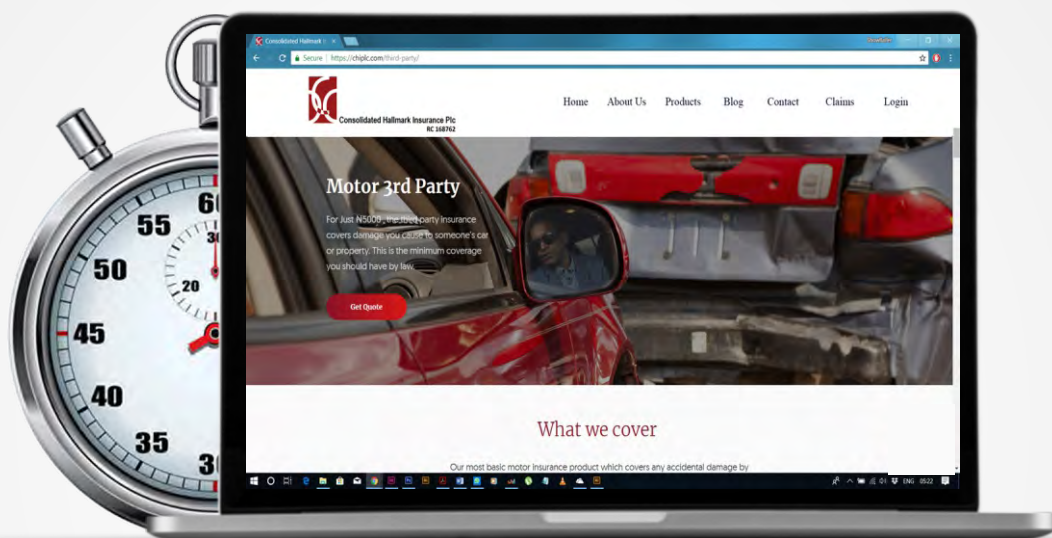 Consolidated Hallmark I
Secure
https://chiplc.com/third-party/
Consolidated Hallmark Insurance Plc
RC 168762
Home About Us Products Blog Contact Claims Login
Motor 3rd Party
For Just ₦5000 , the third-party insurance
covers damage you cause to someone's car
or property. This is the minimum coverage
you should have by law.
Get Quote
What we cover
Our most basic motor insurance product which covers any accidental damage by
ENG 0522
60
55
50
45
40
35
30
20